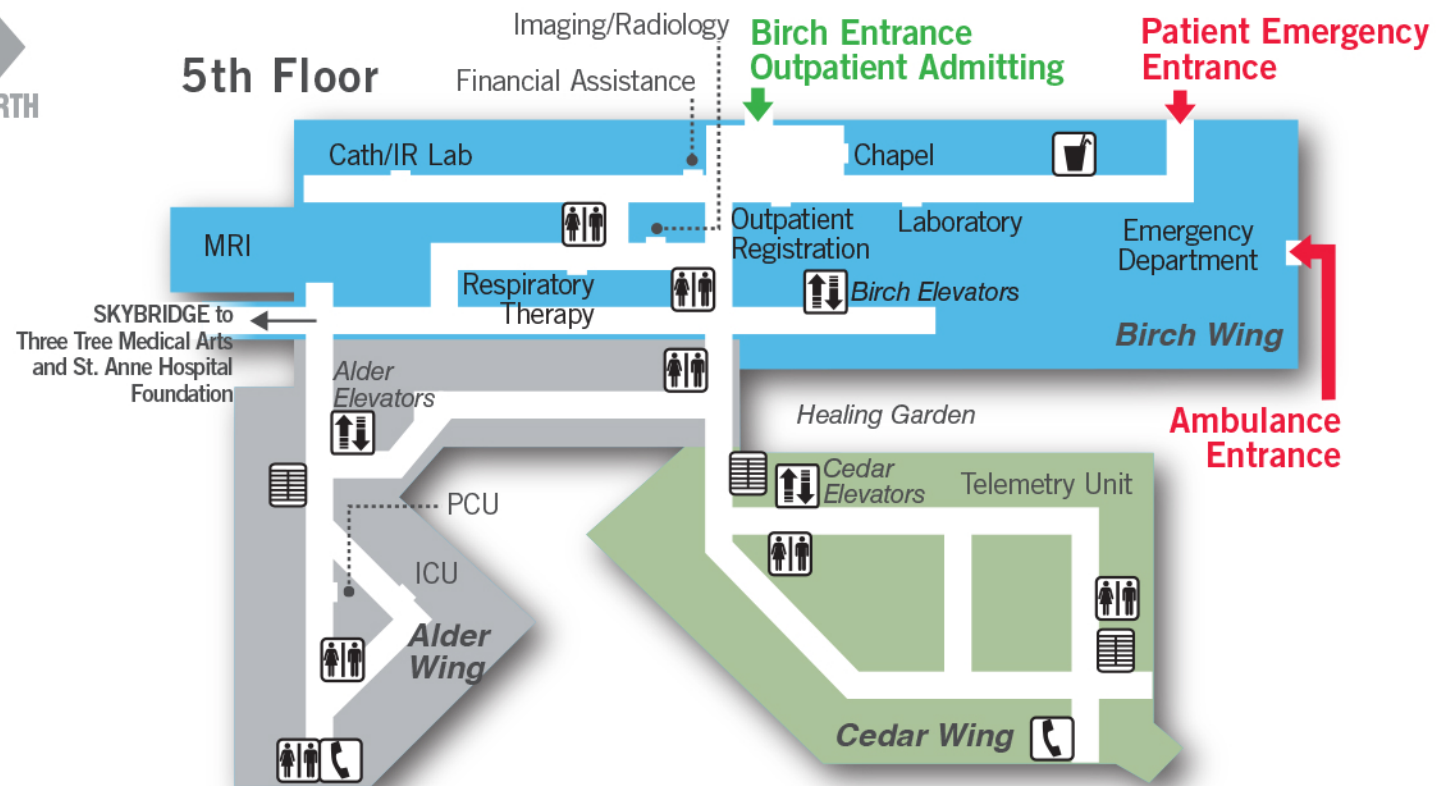 Imaging/Radiology
Birch Entrance
Outpatient Admitting
Patient Emergency
Entrance
5th Floor
Financial Assistance
RTH
Cath/IR Lab
Chapel
MRI
Outpatient
Registration
Laboratory
Emergency
Department
Respiratory
Therapy
Birch Elevators
Birch Wing
SKYBRIDGE to
Three Tree Medical Arts
and St. Anne Hospital
Foundation
Alder
Elevators
Healing Garden
Ambulance
Entrance
Cedar
Elevators
Telemetry Unit
PCU
ICU
Alder
Wing
Cedar Wing